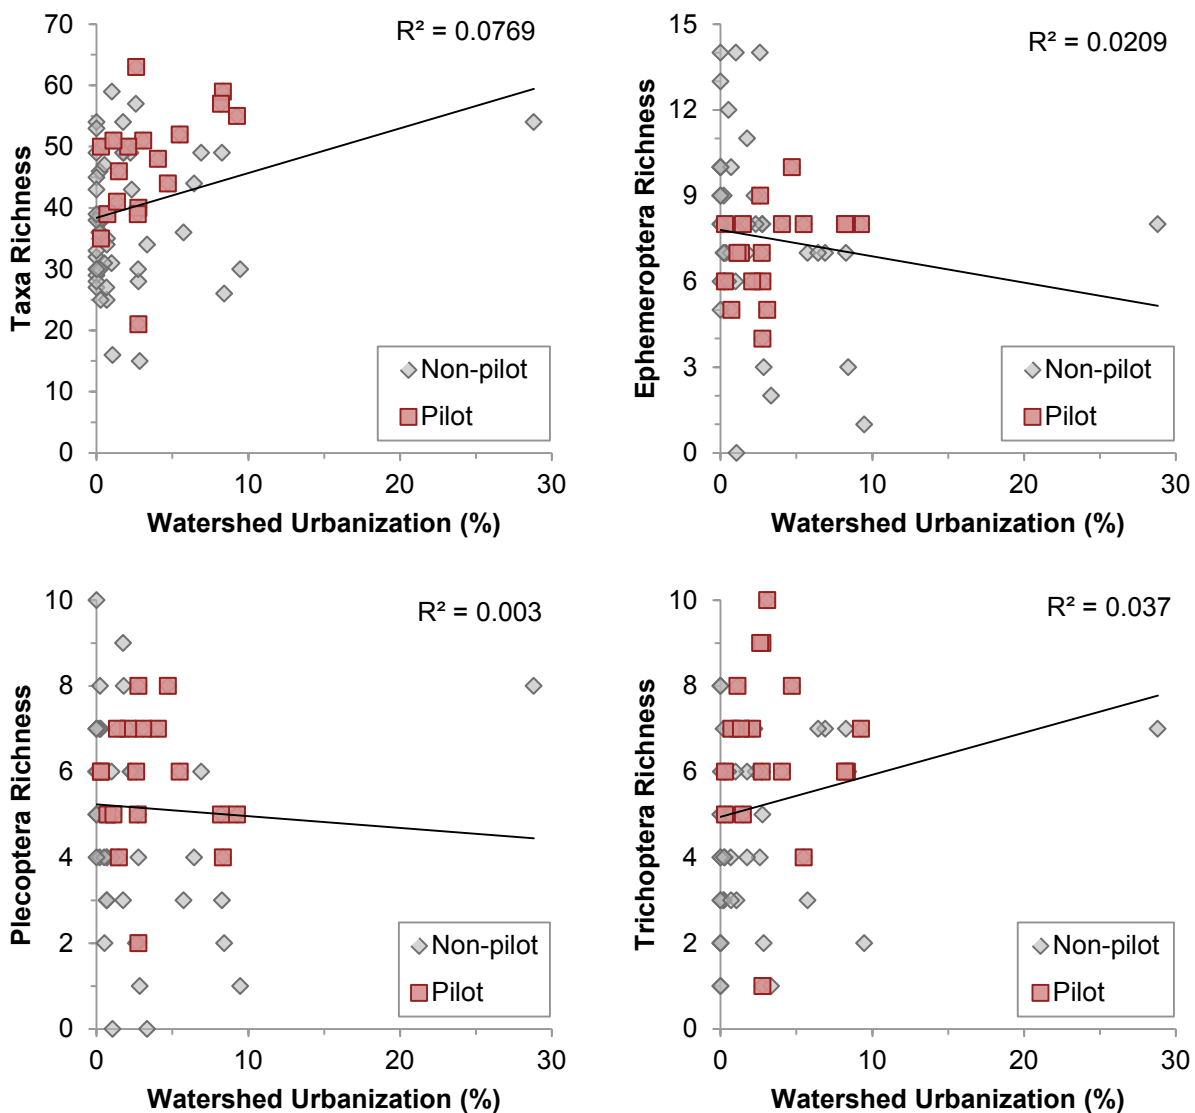 70
60
50
40
30
20
10
0
Taxa Richness
R² = 0.0769
Non-pilot
Pilot
0 10 20 30
Watershed Urbanization (%)
15
12
9
6
3
0
Ephemeroptera Richness
R² = 0.0209
Non-pilot
Pilot
0 10 20 30
Watershed Urbanization (%)
10
8
6
4
2
0
Plecoptera Richness
R² = 0.003
Non-pilot
Pilot
0 10 20 30
Watershed Urbanization (%)
10
8
6
4
2
0
Trichoptera Richness
R² = 0.037
Non-pilot
Pilot
0 10 20 30
Watershed Urbanization (%)